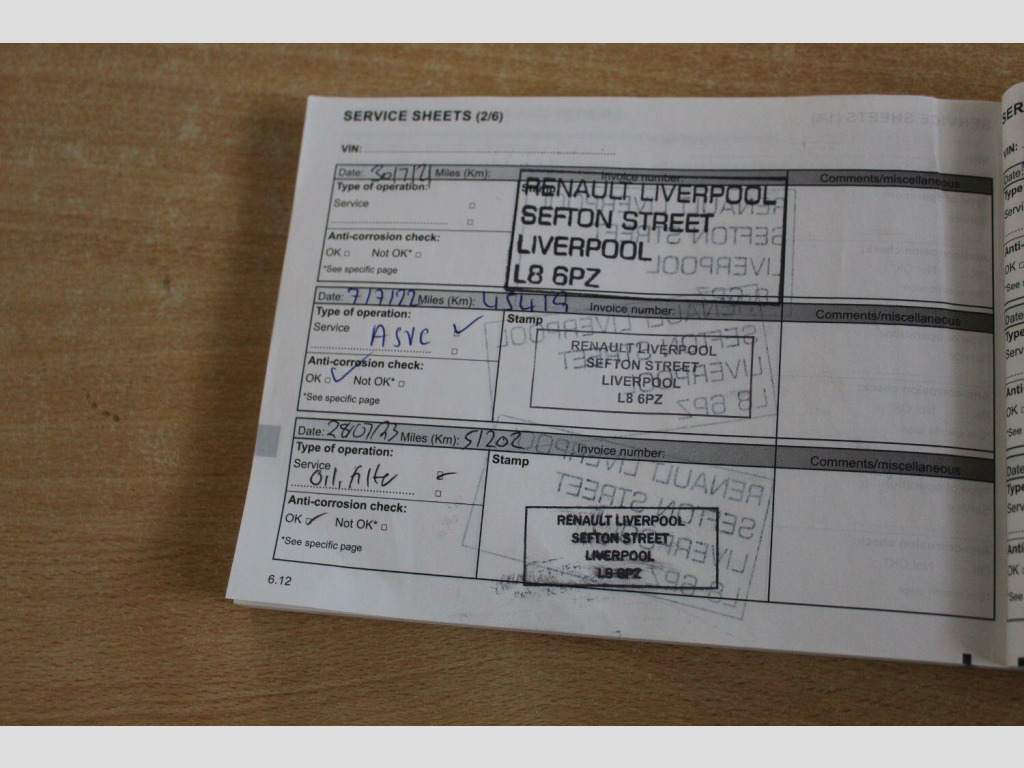 SERVICE SHEETS (2/6)
VIN:
Date: 30/7/21 Miles (Km): Invoice number: Comments/miscellaneous
Type of operation: Stamp
Service
Anti-corrosion check:
OK Not OK*
*See specific page
RENAULT LIVERPOOL
SEFTON STREET
LIVERPOOL
L8 6PZ
Date: 7/7/22 Miles (Km): 45419 Invoice number: Comments/miscellaneous
Type of operation: Stamp
Service ASVC ✓
Anti-corrosion check:
OK ✓ Not OK*
*See specific page
RENAULT LIVERPOOL
SEFTON STREET
LIVERPOOL
L8 6PZ
Date: 28/07/23 Miles (Km): 51202 Invoice number: Comments/miscellaneous
Type of operation: Stamp
Service ✓
Oil, filter
Anti-corrosion check:
OK ✓ Not OK*
*See specific page
RENAULT LIVERPOOL
SEFTON STREET
LIVERPOOL
L8 6PZ
6.12